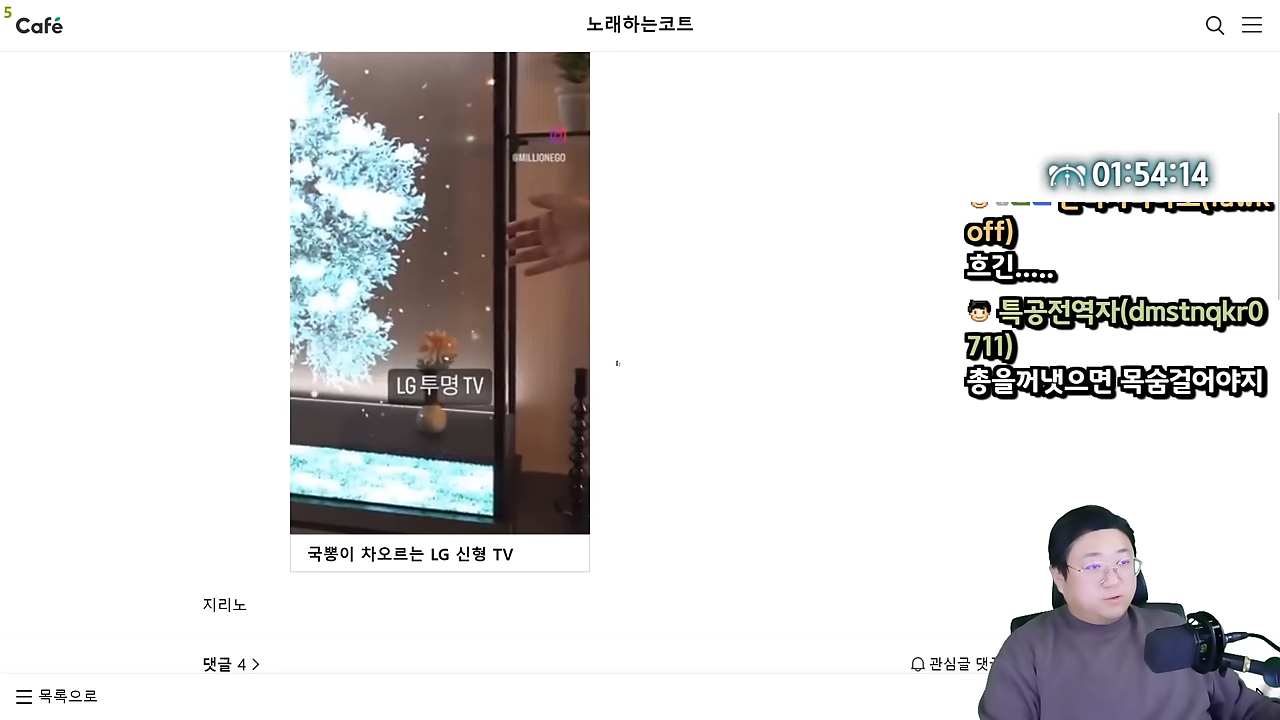 5
Café
노래하는코트
@MILLIONEGO
LG 투명 TV
국뽕이 차오르는 LG 신형 TV
지리노
댓글 4
관심글
목록으로
01:54:14
off)
흐긴.....
특공전역자(dmstnqkr0
711)
총을꺼냇으면 목숨걸어야지